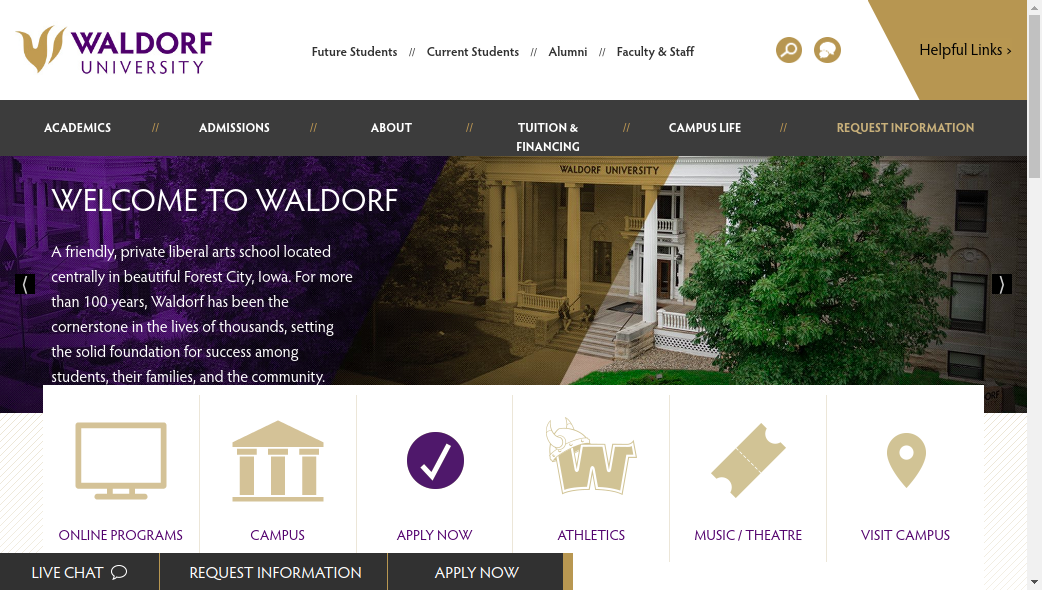 WALDORF
UNIVERSITY
Future Students // Current Students // Alumni // Faculty & Staff
Helpful Links ›
ACADEMICS // ADMISSIONS // ABOUT // TUITION & FINANCING // CAMPUS LIFE // REQUEST INFORMATION
WALDORF UNIVERSITY
WELCOME TO WALDORF
A friendly, private liberal arts school located
centrally in beautiful Forest City, Iowa. For more
than 100 years, Waldorf has been the
cornerstone in the lives of thousands, setting
the solid foundation for success among
students, their families, and the community.
⟨ ⟩
W
ONLINE PROGRAMS
CAMPUS
APPLY NOW
ATHLETICS
MUSIC / THEATRE
VISIT CAMPUS
LIVE CHAT
REQUEST INFORMATION
APPLY NOW